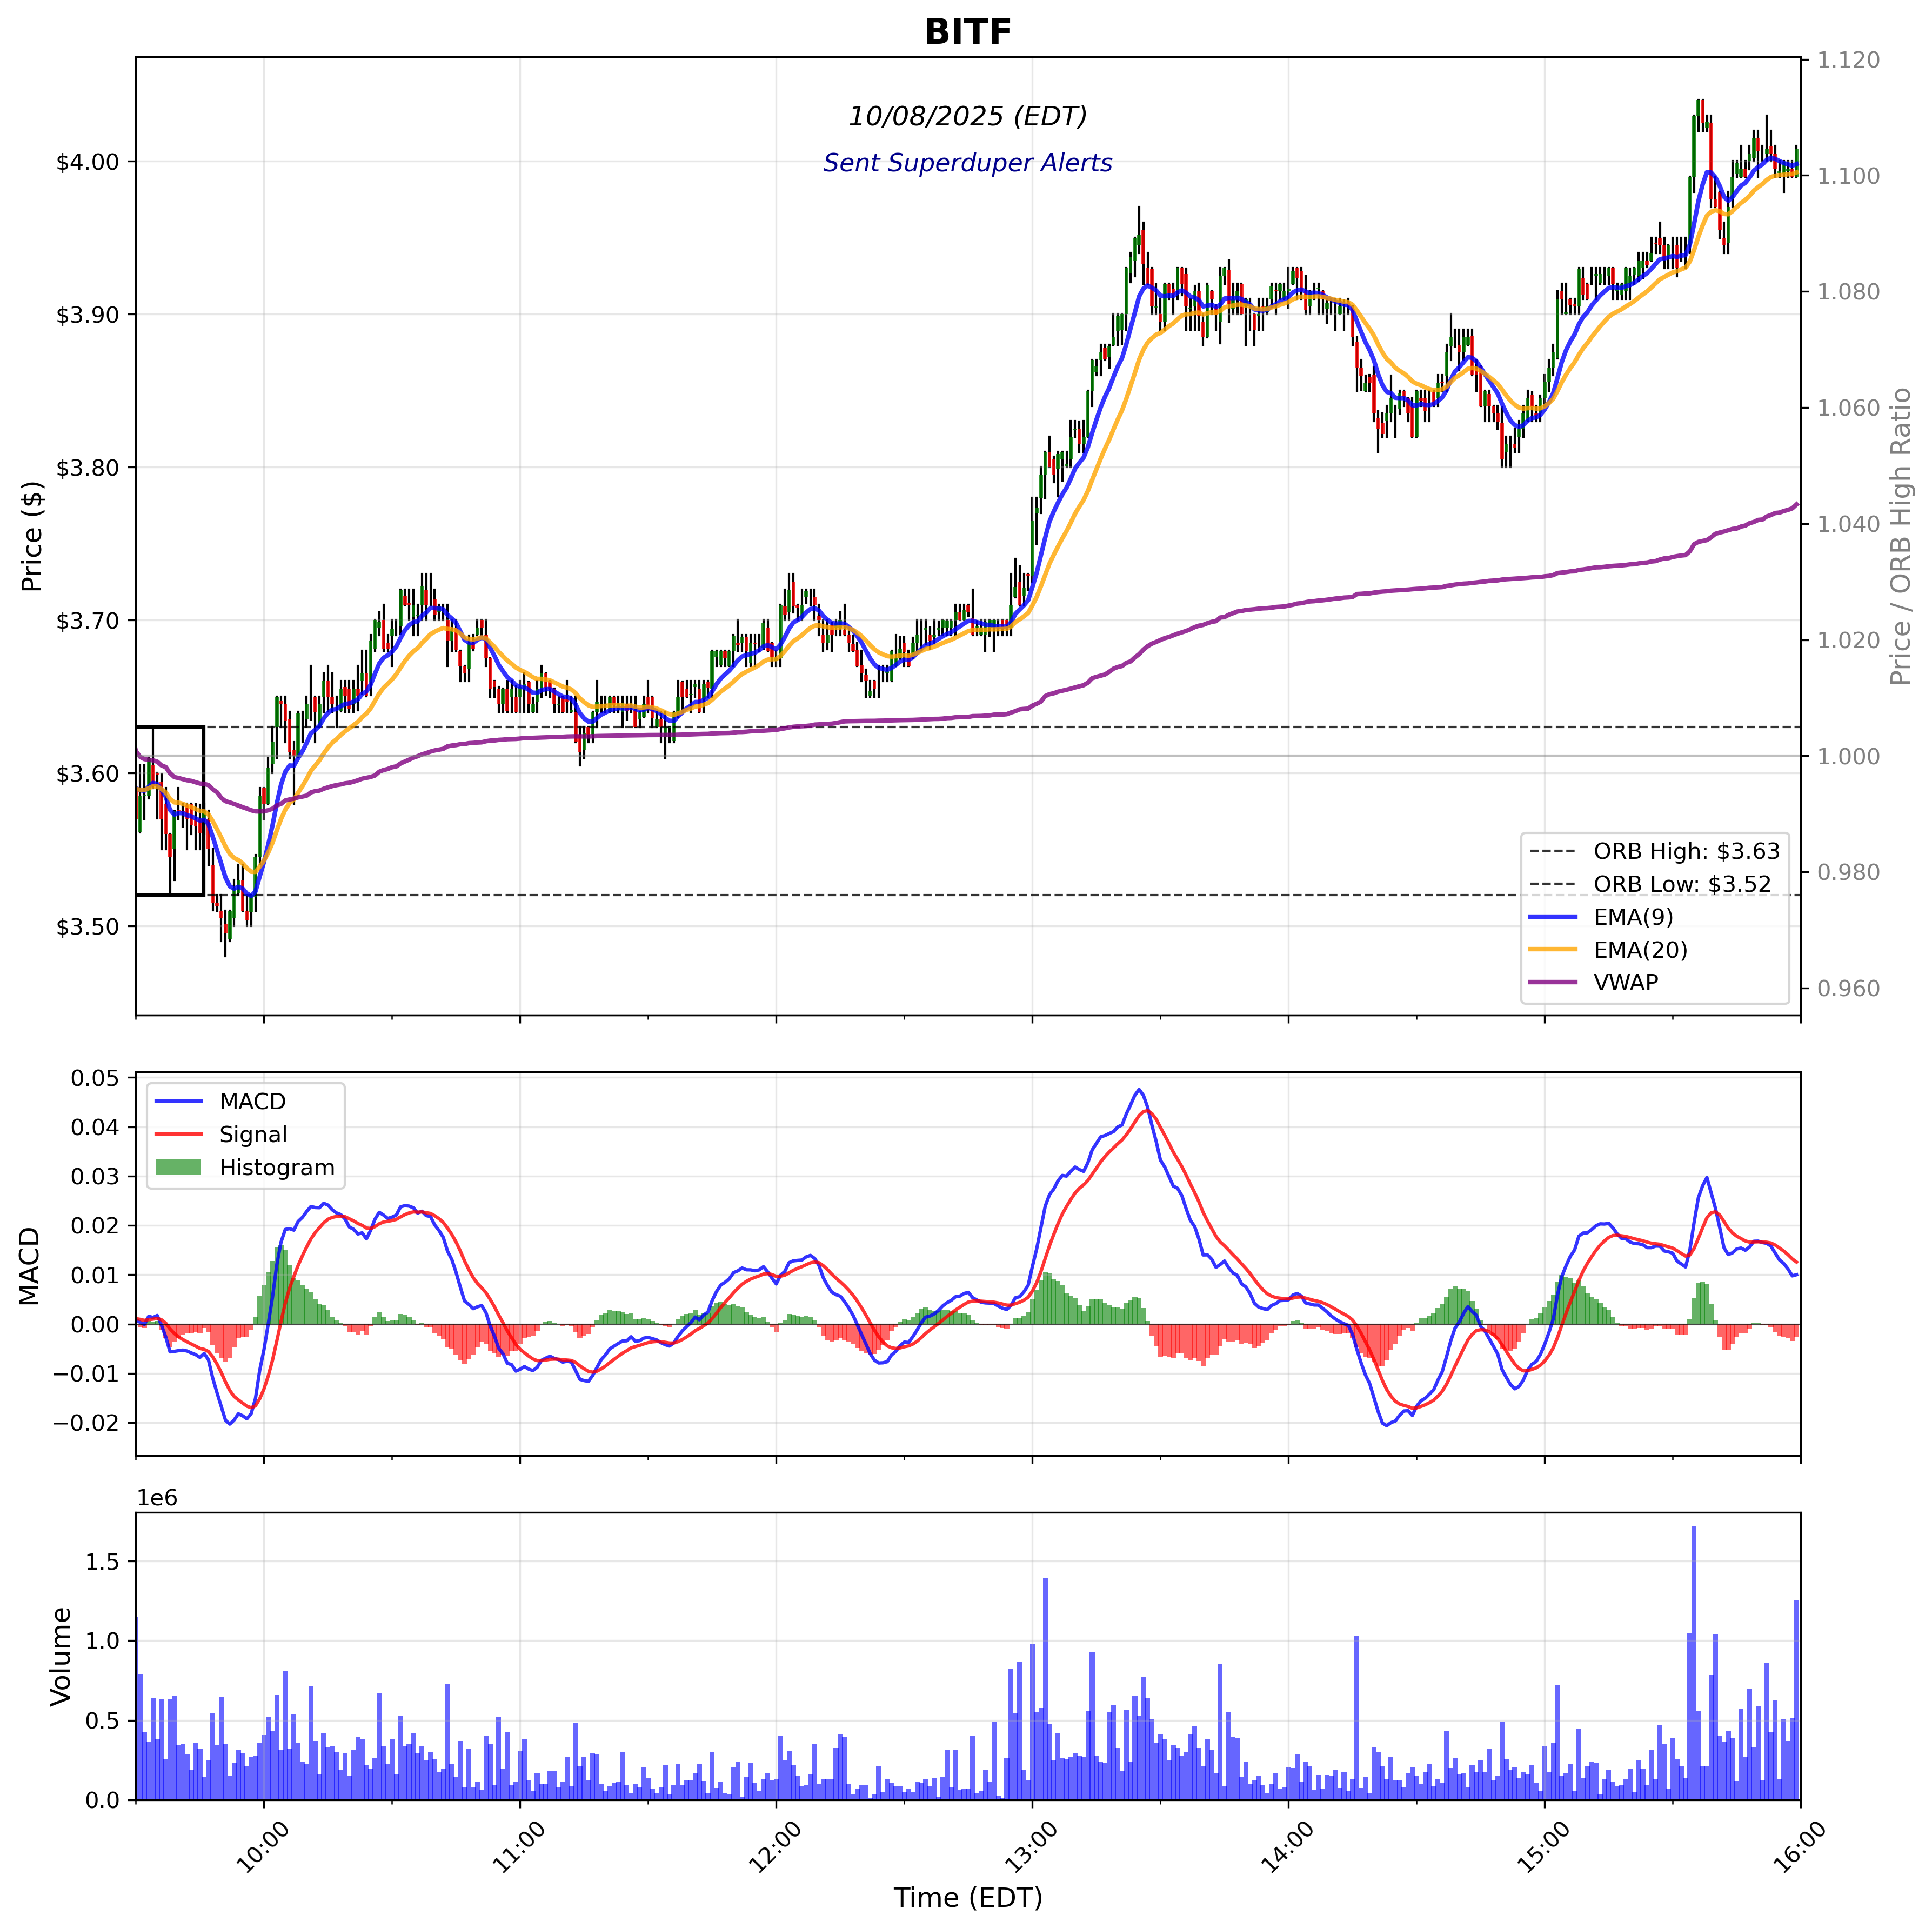 BITF
10/08/2025 (EDT)
Sent Superduper Alerts
Price ($)
$4.00
$3.90
$3.80
$3.70
$3.60
$3.50
Price / ORB High Ratio
1.120
1.100
1.080
1.060
1.040
1.020
1.000
0.980
0.960
ORB High: $3.63
ORB Low: $3.52
EMA(9)
EMA(20)
VWAP
MACD
0.05
0.04
0.03
0.02
0.01
0.00
−0.01
−0.02
MACD
Signal
Histogram
1e6
Volume
1.5
1.0
0.5
0.0
10:00
11:00
12:00
13:00
14:00
15:00
16:00
Time (EDT)